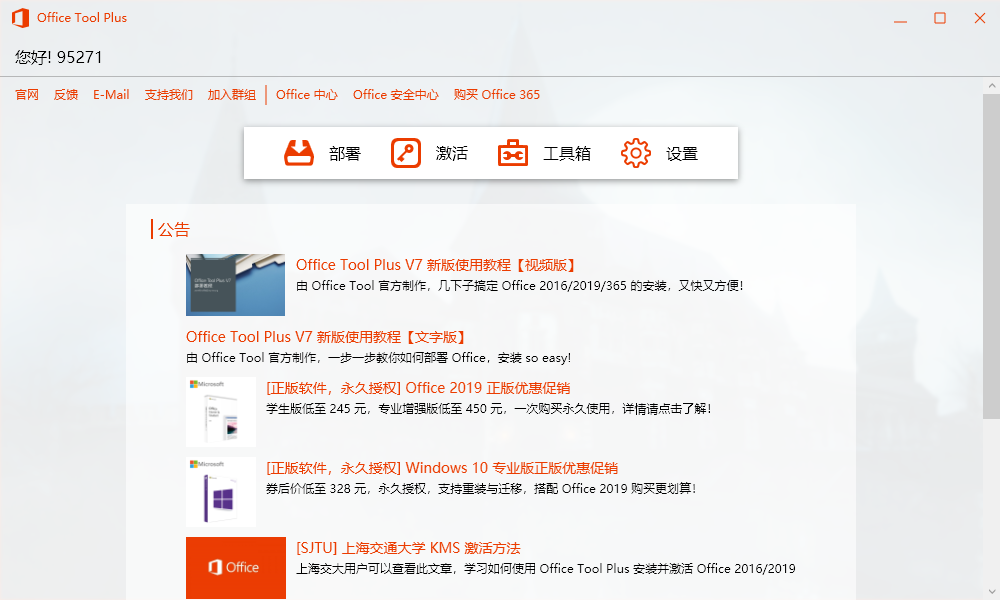 Office Tool Plus
您好! 95271
官网 反馈 E-Mail 支持我们 加入群组 Office 中心 Office 安全中心 购买 Office 365
部署 激活 工具箱 设置
公告
Office Tool Plus V7 新版使用教程【视频版】
由 Office Tool 官方制作，几下子搞定 Office 2016/2019/365 的安装，又快又方便！
Office Tool Plus V7 新版使用教程【文字版】
由 Office Tool 官方制作，一步一步教你如何部署 Office，安装 so easy!
Microsoft
[正版软件，永久授权] Office 2019 正版优惠促销
学生版低至 245 元，专业增强版低至 450 元，一次购买永久使用，详情请点击了解！
Microsoft
[正版软件，永久授权] Windows 10 专业版正版优惠促销
券后价低至 328 元，永久授权，支持重装与迁移，搭配 Office 2019 购买更划算！
Office
[SJTU] 上海交通大学 KMS 激活方法
上海交大用户可以查看此文章，学习如何使用 Office Tool Plus 安装并激活 Office 2016/2019